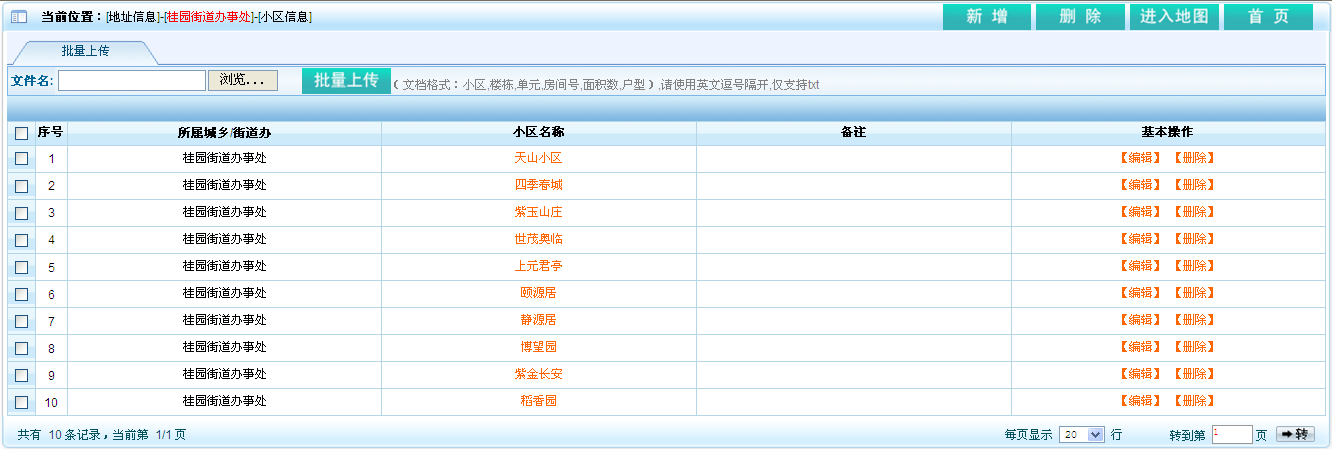 当前位置：[地址信息]-[桂园街道办事处]-[小区信息] 新 增 删 除 进入地图 首 页
批量上传
文件名: 浏览... 批量上传 ( 文档格式：小区,楼栋,单元,房间号,面积数,户型 ) ,请使用英文逗号隔开,仅支持txt
序号 所属城乡/街道办 小区名称 备注 基本操作
1 桂园街道办事处 天山小区 【编辑】 【删除】
2 桂园街道办事处 四季春城 【编辑】 【删除】
3 桂园街道办事处 紫玉山庄 【编辑】 【删除】
4 桂园街道办事处 世茂奥临 【编辑】 【删除】
5 桂园街道办事处 上元君亭 【编辑】 【删除】
6 桂园街道办事处 颐源居 【编辑】 【删除】
7 桂园街道办事处 静源居 【编辑】 【删除】
8 桂园街道办事处 博望园 【编辑】 【删除】
9 桂园街道办事处 紫金长安 【编辑】 【删除】
10 桂园街道办事处 稻香园 【编辑】 【删除】
共有 10 条记录，当前第 1/1 页 每页显示 20 行 转到第 1 页 转